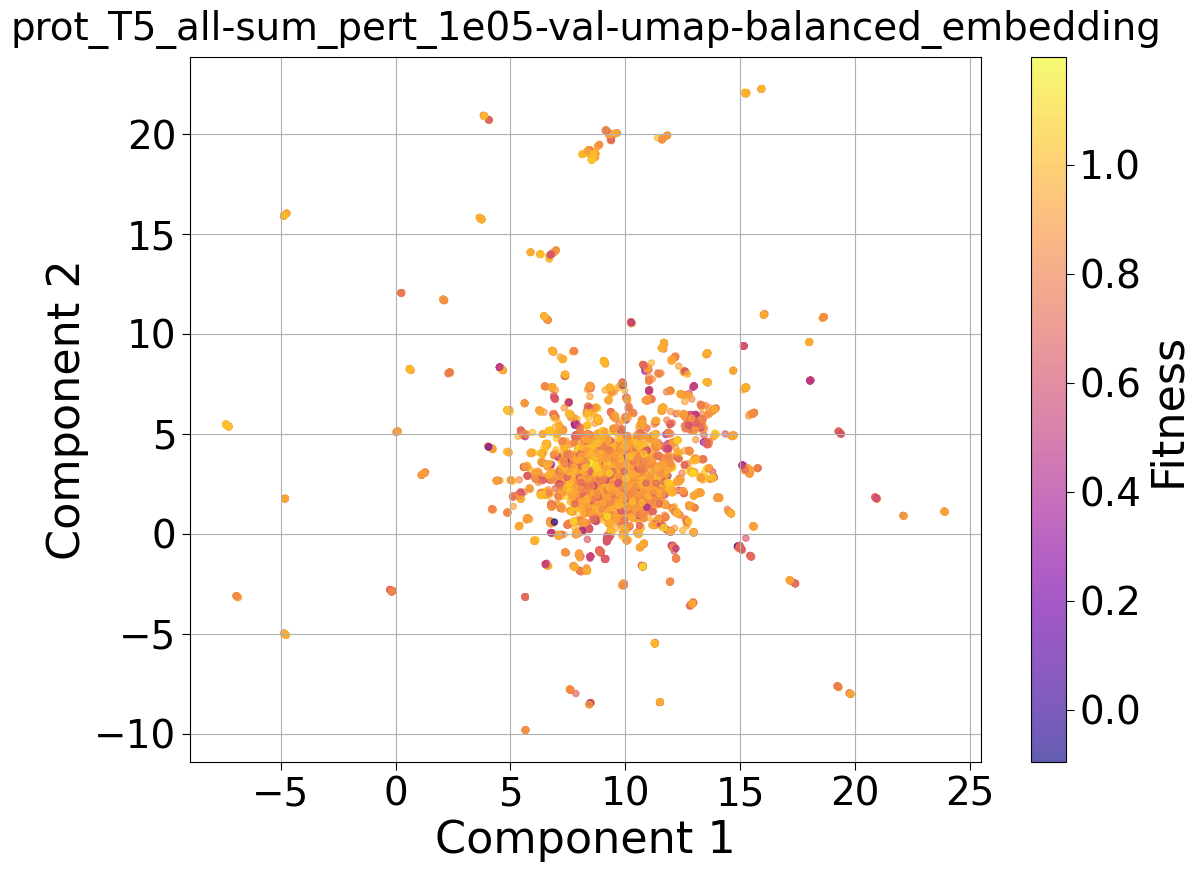 prot_T5_all-sum_pert_1e05-val-umap-balanced_embedding
20
15
10
5
0
−5
−10
Component 2
−5 0 5 10 15 20 25
Component 1
1.0
0.8
0.6
0.4
0.2
0.0
Fitness